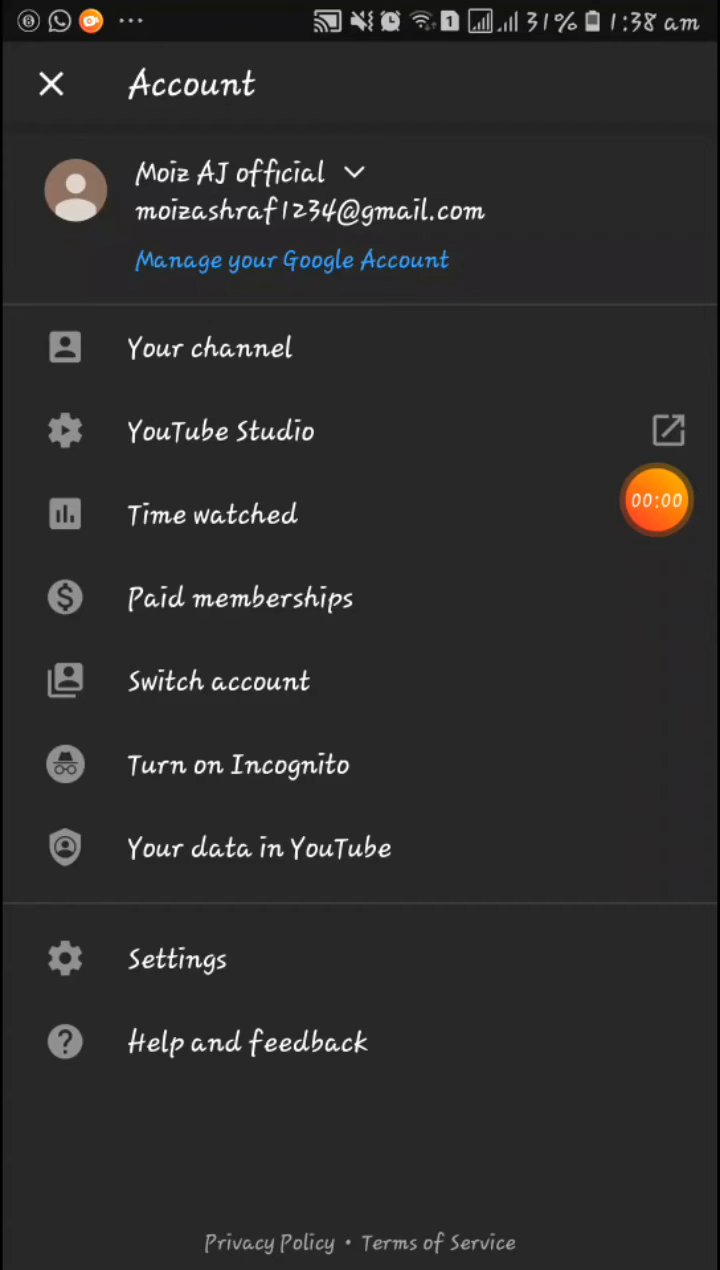 31% 1:38 am
Account
Moiz AJ official
moizashraf1234@gmail.com
Manage your Google Account
Your channel
YouTube Studio
00:00
Time watched
Paid memberships
Switch account
Turn on Incognito
Your data in YouTube
Settings
Help and feedback
Privacy Policy • Terms of Service